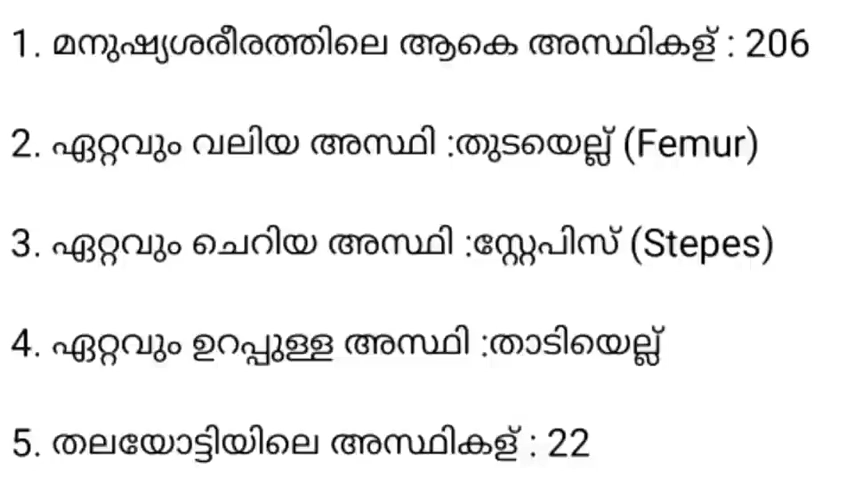 1. മനുഷ്യശരീരത്തിലെ ആകെ അസ്ഥികള് : 206
2. ഏറ്റവും വലിയ അസ്ഥി :തുടയെല്ല് (Femur)
3. ഏറ്റവും ചെറിയ അസ്ഥി :സ്റ്റേപിസ് (Stepes)
4. ഏറ്റവും ഉറപ്പുള്ള അസ്ഥി :താടിയെല്ല്
5. തലയോട്ടിയിലെ അസ്ഥികള് : 22